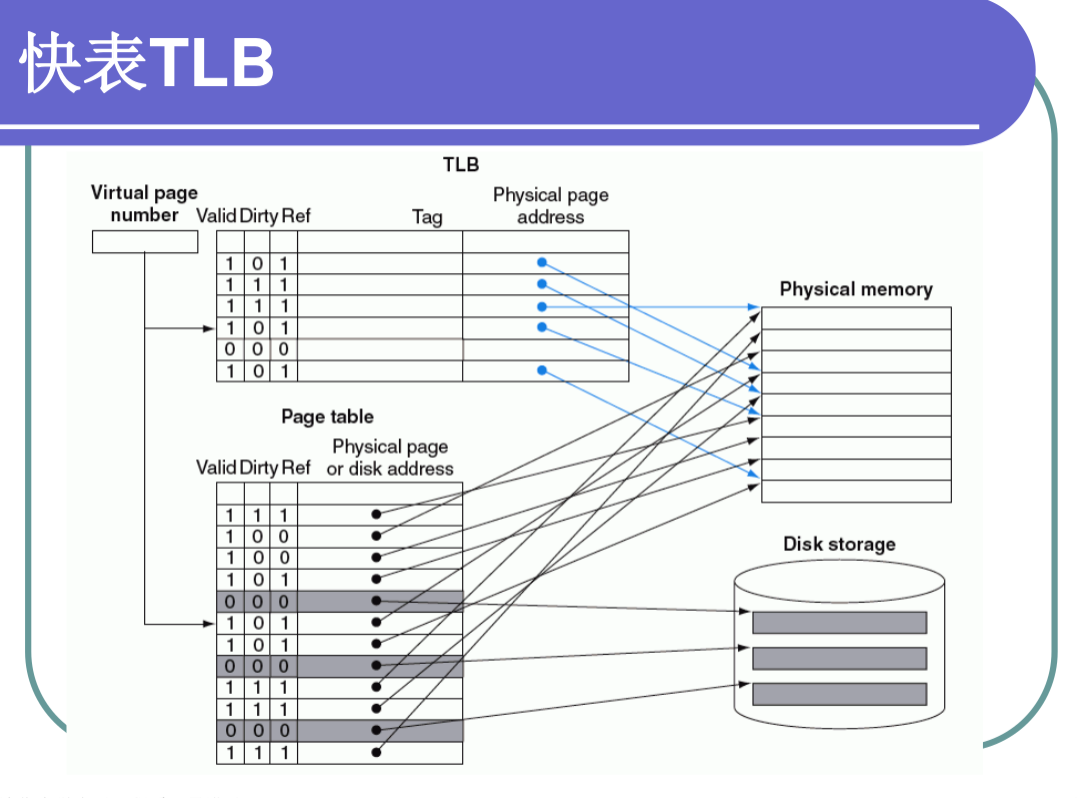 快表TLB
TLB
Virtual page
number
Valid Dirty Ref
Tag
Physical page
address
1 0 1
1 1 1
1 1 1
1 0 1
0 0 0
1 0 1
Physical memory
Page table
Valid Dirty Ref
Physical page
or disk address
1 1 1
1 0 0
1 0 0
1 0 1
0 0 0
1 0 1
1 0 1
0 0 0
1 1 1
1 1 1
0 0 0
1 1 1
Disk storage